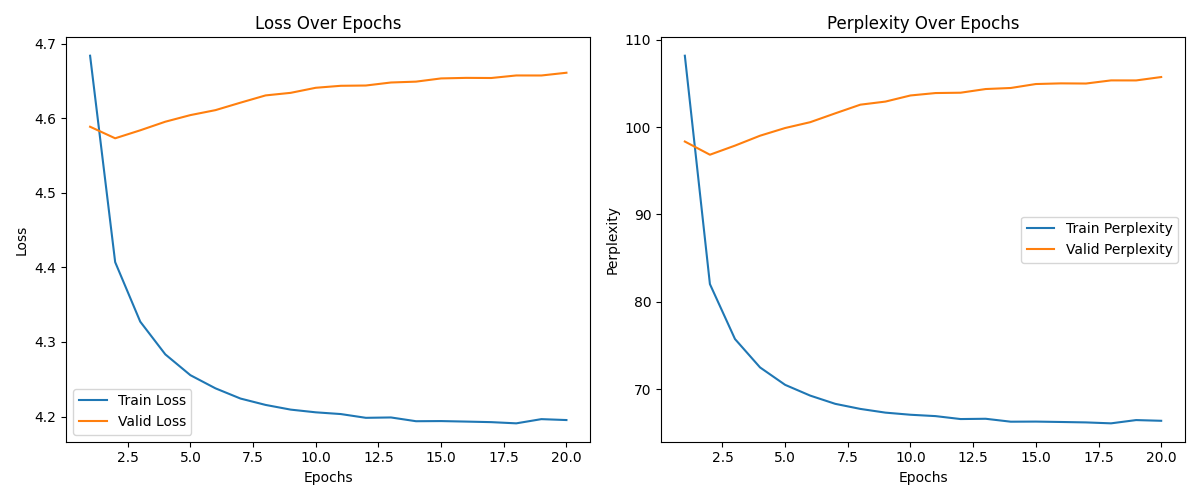 Loss Over Epochs
4.7
4.6
4.5
4.4
4.3
4.2
Loss
Train Loss
Valid Loss
2.5 5.0 7.5 10.0 12.5 15.0 17.5 20.0
Epochs
Perplexity Over Epochs
110
100
90
80
70
Perplexity
Train Perplexity
Valid Perplexity
2.5 5.0 7.5 10.0 12.5 15.0 17.5 20.0
Epochs